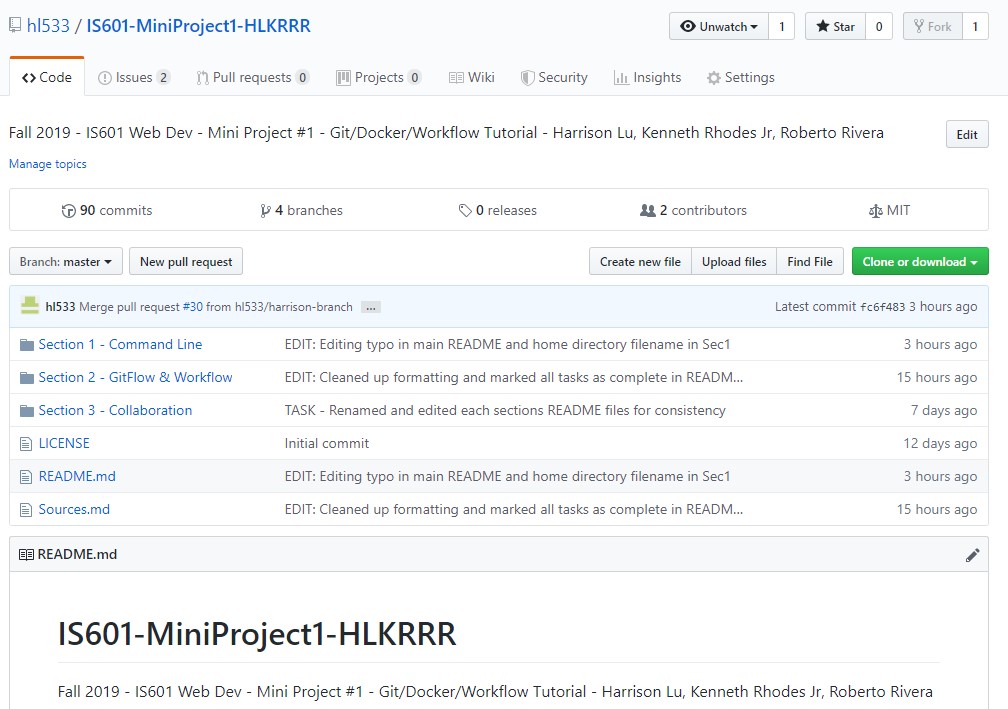 hl533 / IS601-MiniProject1-HLKRRR Unwatch 1 Star 0 Fork 1
Code Issues 2 Pull requests 0 Projects 0 Wiki Security Insights Settings
Fall 2019 - IS601 Web Dev - Mini Project #1 - Git/Docker/Workflow Tutorial - Harrison Lu, Kenneth Rhodes Jr, Roberto Rivera Edit
Manage topics
90 commits 4 branches 0 releases 2 contributors MIT
Branch: master New pull request Create new file Upload files Find File Clone or download
hl533 Merge pull request #30 from hl533/harrison-branch ... Latest commit fc6f483 3 hours ago
Section 1 - Command Line EDIT: Editing typo in main README and home directory filename in Sec1 3 hours ago
Section 2 - GitFlow & Workflow EDIT: Cleaned up formatting and marked all tasks as complete in READM... 15 hours ago
Section 3 - Collaboration TASK - Renamed and edited each sections README files for consistency 7 days ago
LICENSE Initial commit 12 days ago
README.md EDIT: Editing typo in main README and home directory filename in Sec1 3 hours ago
Sources.md EDIT: Cleaned up formatting and marked all tasks as complete in READM... 15 hours ago
README.md
IS601-MiniProject1-HLKRRR
Fall 2019 - IS601 Web Dev - Mini Project #1 - Git/Docker/Workflow Tutorial - Harrison Lu, Kenneth Rhodes Jr, Roberto Rivera